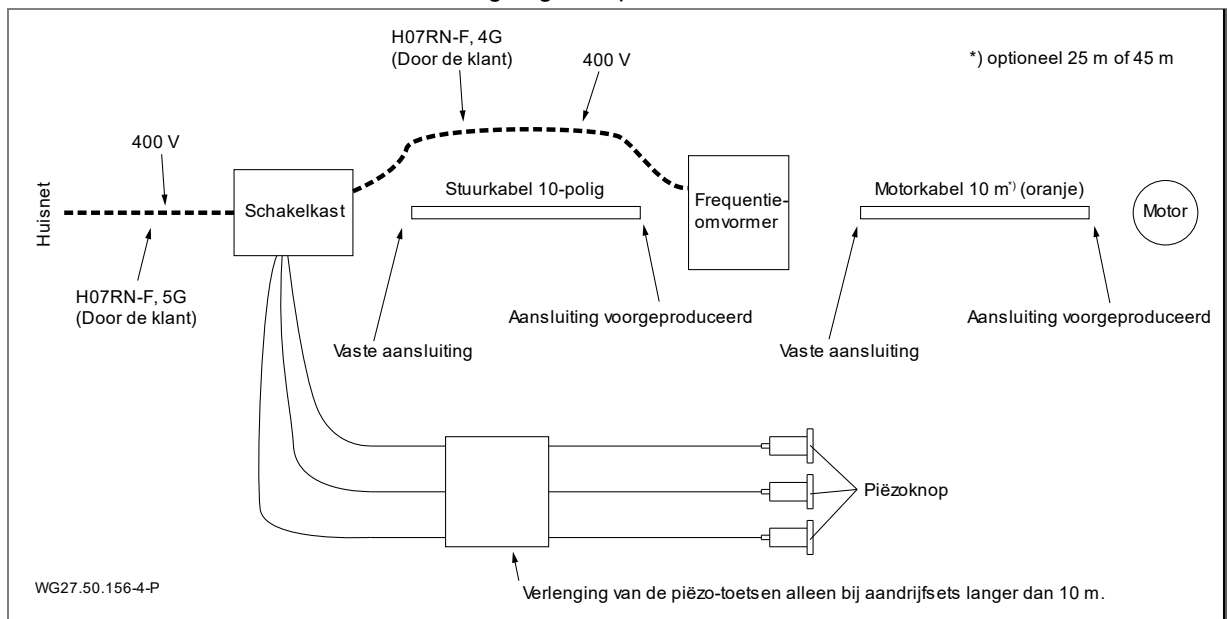 H07RN-F, 4G
(Door de klant)
400 V
*) optioneel 25 m of 45 m
400 V
Huisnet
Schakelkast
Stuurkabel 10-polig
Frequentie-
omvormer
Motorkabel 10 m*) (oranje)
Motor
H07RN-F, 5G
(Door de klant)
Aansluiting voorgeproduceerd
Aansluiting voorgeproduceerd
Vaste aansluiting
Vaste aansluiting
Piëzoknop
WG27.50.156-4-P
Verlenging van de piëzo-toetsen alleen bij aandrijfsets langer dan 10 m.